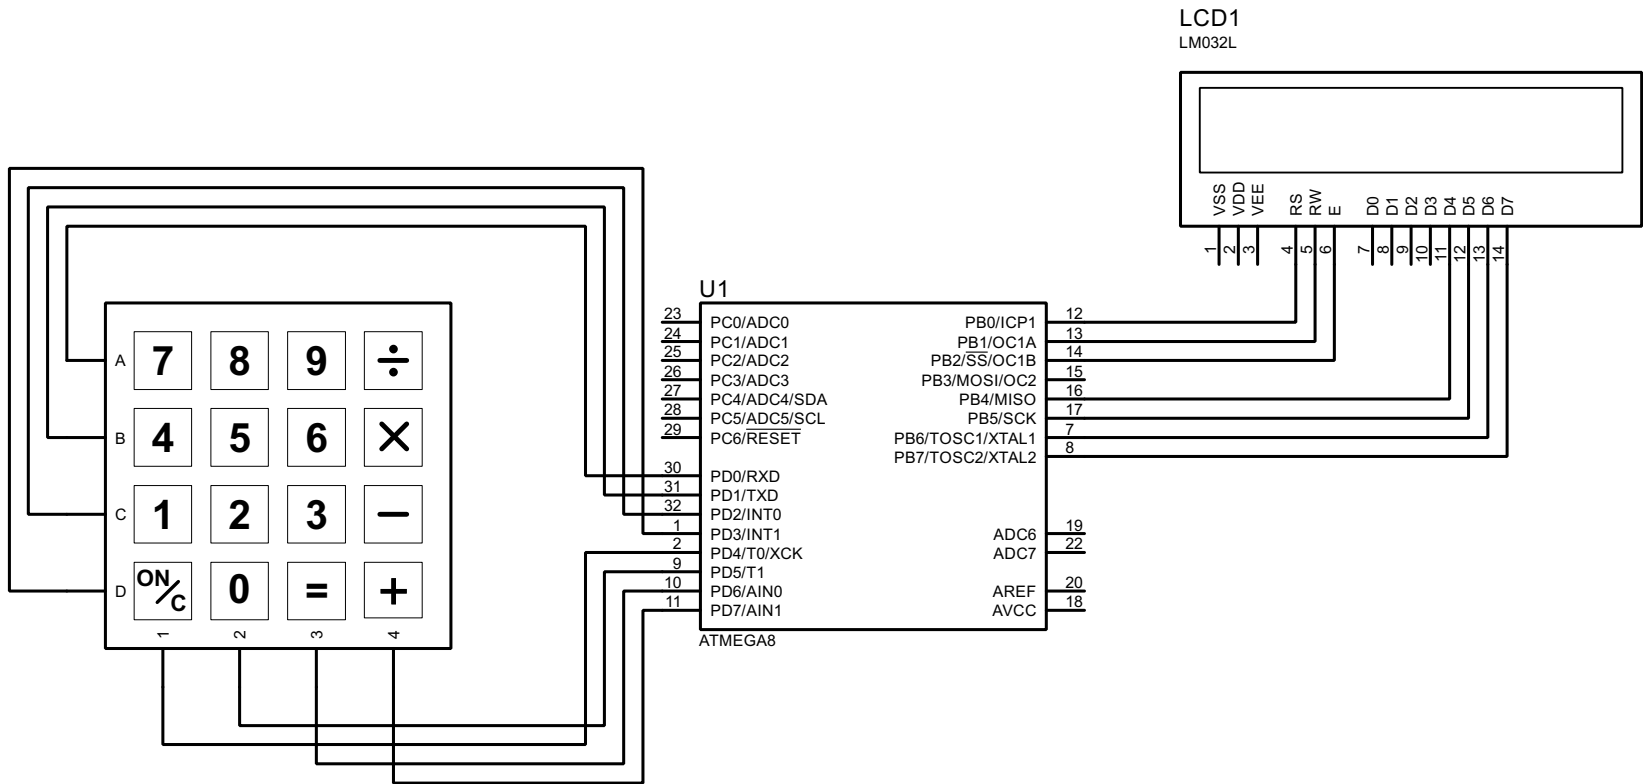 LCD1
LM032L
VSS VDD VEE RS RW E D0 D1 D2 D3 D4 D5 D6 D7
1 2 3 4 5 6 7 8 9 10 11 12 13 14
A 7 8 9 ÷
B 4 5 6 ×
C 1 2 3 −
D ON/C 0 = +
1 2 3 4
U1
23 PC0/ADC0
24 PC1/ADC1
25 PC2/ADC2
26 PC3/ADC3
27 PC4/ADC4/SDA
28 PC5/ADC5/SCL
29 PC6/RESET
30 PD0/RXD
31 PD1/TXD
32 PD2/INT0
1 PD3/INT1
2 PD4/T0/XCK
9 PD5/T1
10 PD6/AIN0
11 PD7/AIN1
PB0/ICP1 12
PB1/OC1A 13
PB2/SS/OC1B 14
PB3/MOSI/OC2 15
PB4/MISO 16
PB5/SCK 17
PB6/TOSC1/XTAL1 7
PB7/TOSC2/XTAL2 8
ADC6 19
ADC7 22
AREF 20
AVCC 18
ATMEGA8